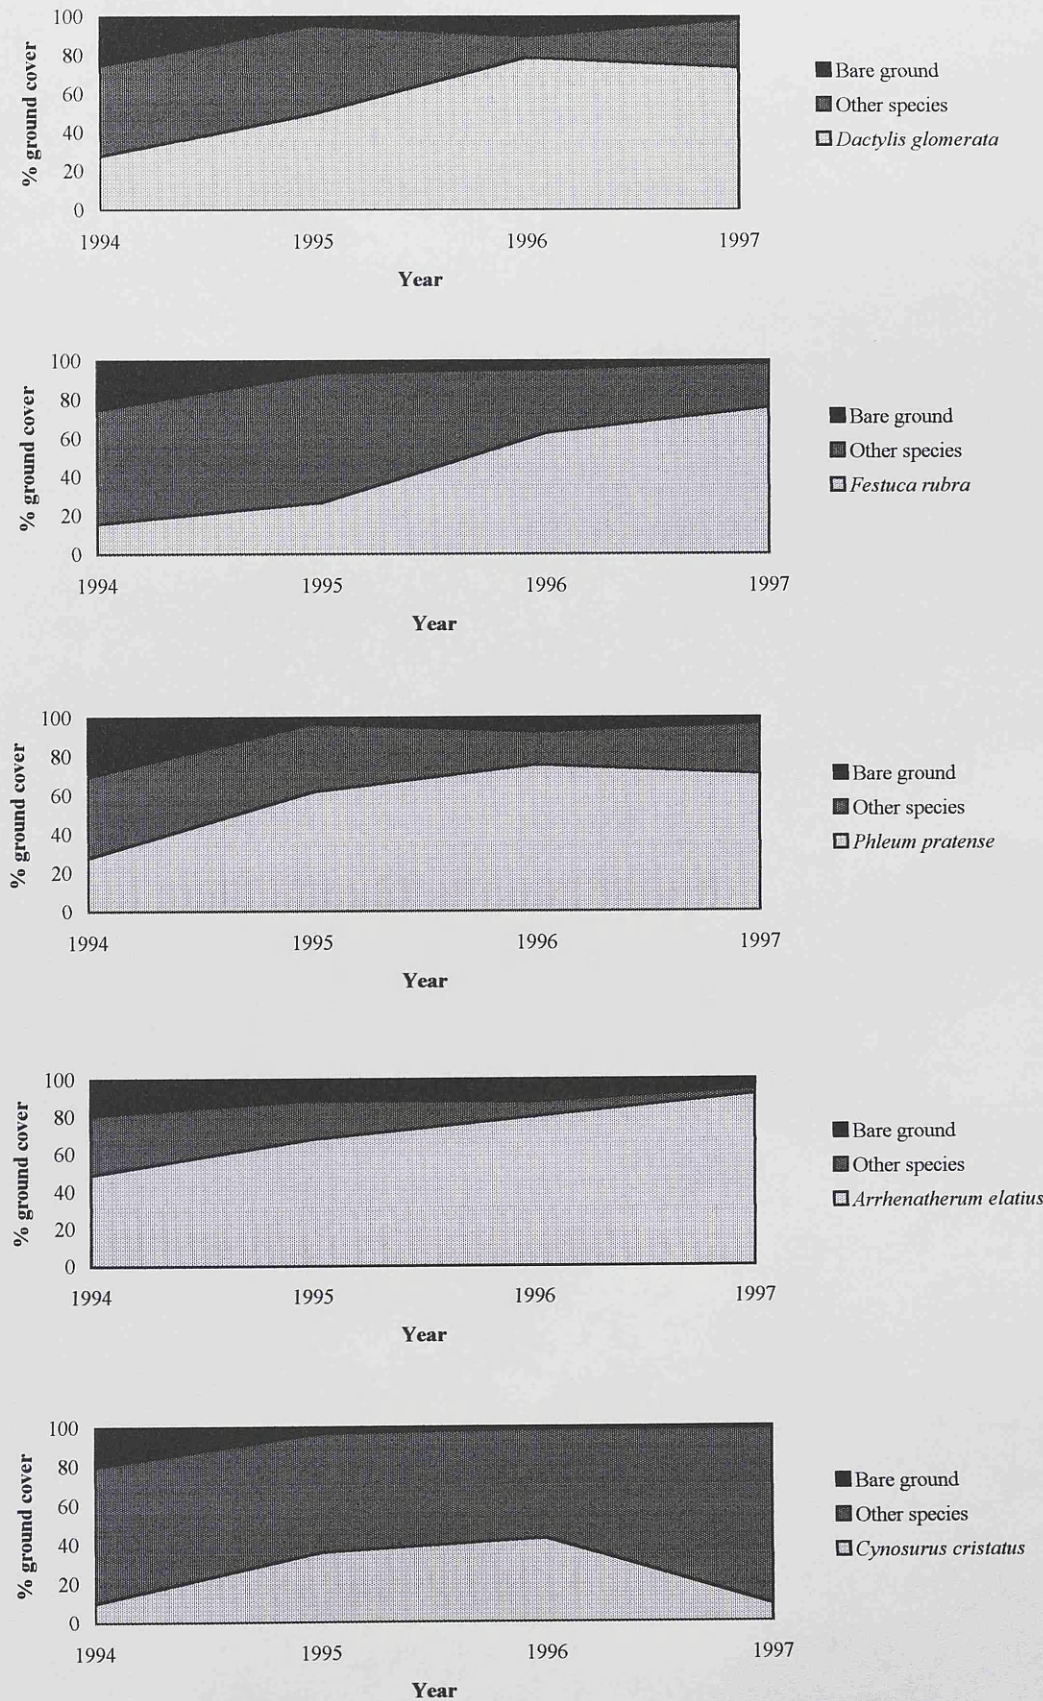 100
80
60
40
20
0
% ground cover
1994 1995 1996 1997
Year
Bare ground
Other species
Dactylis glomerata
100
80
60
40
20
0
% ground cover
1994 1995 1996 1997
Year
Bare ground
Other species
Festuca rubra
100
80
60
40
20
0
% ground cover
1994 1995 1996 1997
Year
Bare ground
Other species
Phleum pratense
100
80
60
40
20
0
% ground cover
1994 1995 1996 1997
Year
Bare ground
Other species
Arrhenatherum elatius
100
80
60
40
20
0
% ground cover
1994 1995 1996 1997
Year
Bare ground
Other species
Cynosurus cristatus